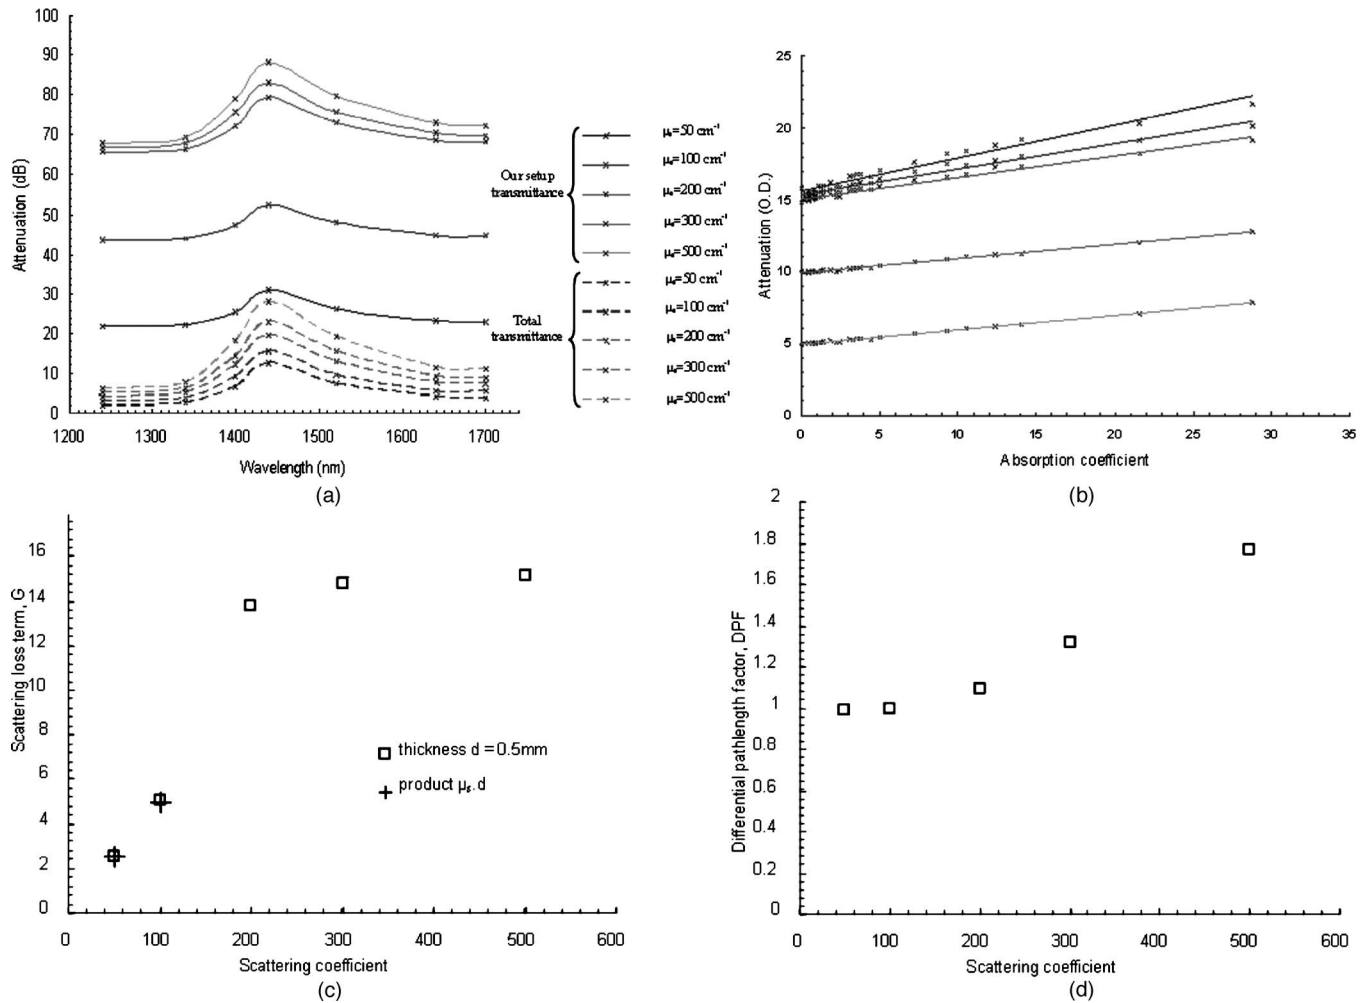 100
90
80
70
60
50
40
30
20
10
0
1200 1300 1400 1500 1600 1700
Attenuation (dB)
Wavelength (nm)
(a)
Our setup
transmittance
μs=50 cm⁻¹
μs=100 cm⁻¹
μs=200 cm⁻¹
μs=300 cm⁻¹
μs=500 cm⁻¹
Total
transmittance
μs=50 cm⁻¹
μs=100 cm⁻¹
μs=200 cm⁻¹
μs=300 cm⁻¹
μs=500 cm⁻¹
25
20
15
10
5
0
0 5 10 15 20 25 30 35
Attenuation (O.D.)
Absorption coefficient
(b)
16
14
12
10
8
6
4
2
0
0 100 200 300 400 500 600
Scattering loss term, G
thickness d = 0.5mm
product μs.d
Scattering coefficient
(c)
2
1.8
1.6
1.4
1.2
1
0.8
0.6
0.4
0.2
0
0 100 200 300 400 500 600
Differential pathlength factor, DPF
Scattering coefficient
(d)